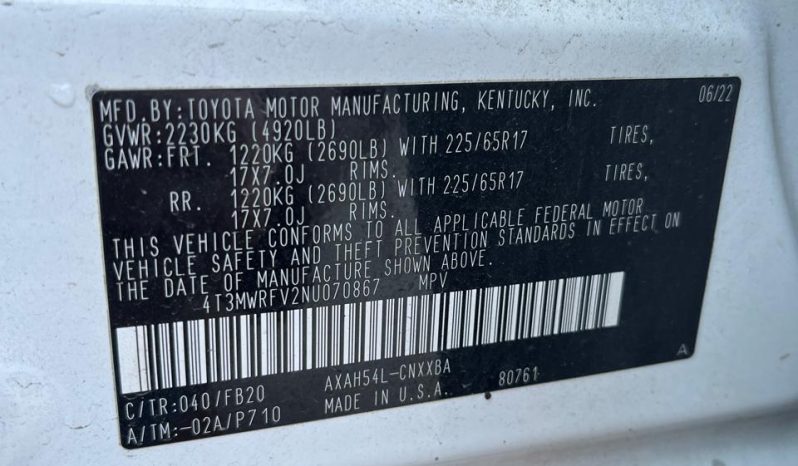 MFD. BY: TOYOTA MOTOR MANUFACTURING, KENTUCKY, INC. 06/22
GVWR: 2230KG (4920LB)
GAWR: FRT. 1220KG (2690LB) WITH 225/65R17 TIRES,
17X7.0J RIMS.
RR. 1220KG (2690LB) WITH 225/65R17 TIRES,
17X7.0J RIMS.
THIS VEHICLE CONFORMS TO ALL APPLICABLE FEDERAL MOTOR
VEHICLE SAFETY AND THEFT PREVENTION STANDARDS IN EFFECT ON
THE DATE OF MANUFACTURE SHOWN ABOVE.
4T3MWRFV2NU070867 MPV
C/TR: 040/FB20 AXAH54L-CNXXBA 80761 A
A/TM: -02A/P710 MADE IN U.S.A.